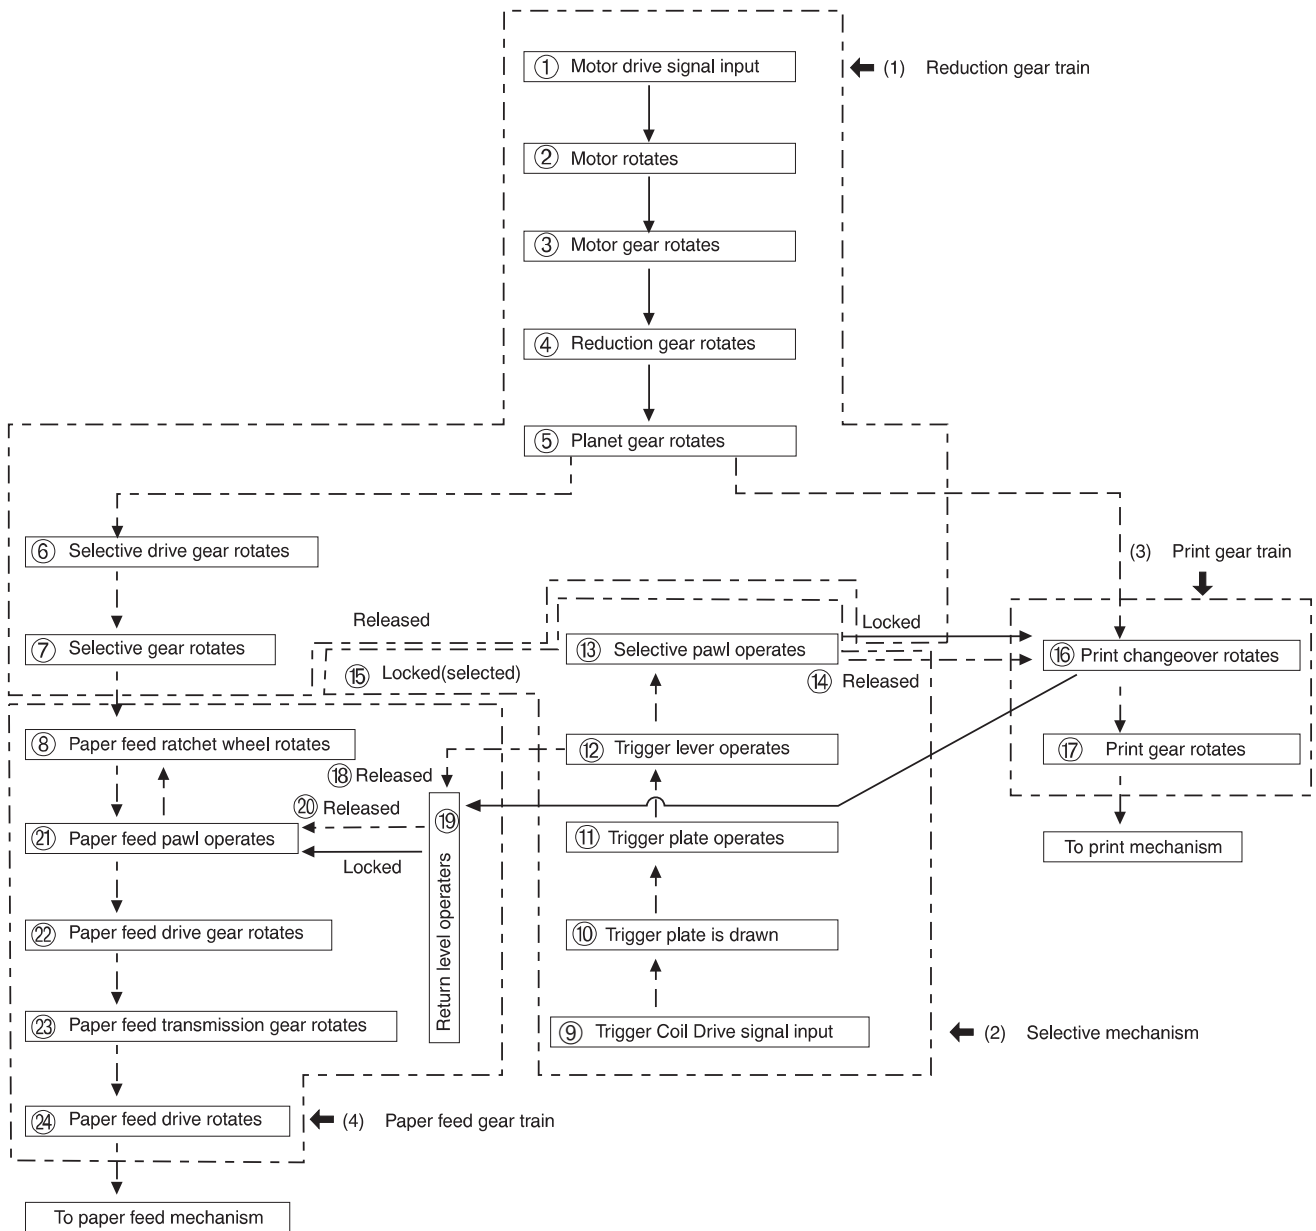 ① Motor drive signal input
(1) Reduction gear train
② Motor rotates
③ Motor gear rotates
④ Reduction gear rotates
⑤ Planet gear rotates
⑥ Selective drive gear rotates
(3) Print gear train
Released
Locked
⑦ Selective gear rotates
⑬ Selective pawl operates
⑯ Print changeover rotates
⑮ Locked(selected)
⑭ Released
⑧ Paper feed ratchet wheel rotates
⑫ Trigger lever operates
⑰ Print gear rotates
⑱ Released
⑳ Released
⑲ Return level operaters
㉑ Paper feed pawl operates
Locked
⑪ Trigger plate operates
To print mechanism
㉒ Paper feed drive gear rotates
⑩ Trigger plate is drawn
㉓ Paper feed transmission gear rotates
⑨ Trigger Coil Drive signal input
(2) Selective mechanism
㉔ Paper feed drive rotates
(4) Paper feed gear train
To paper feed mechanism